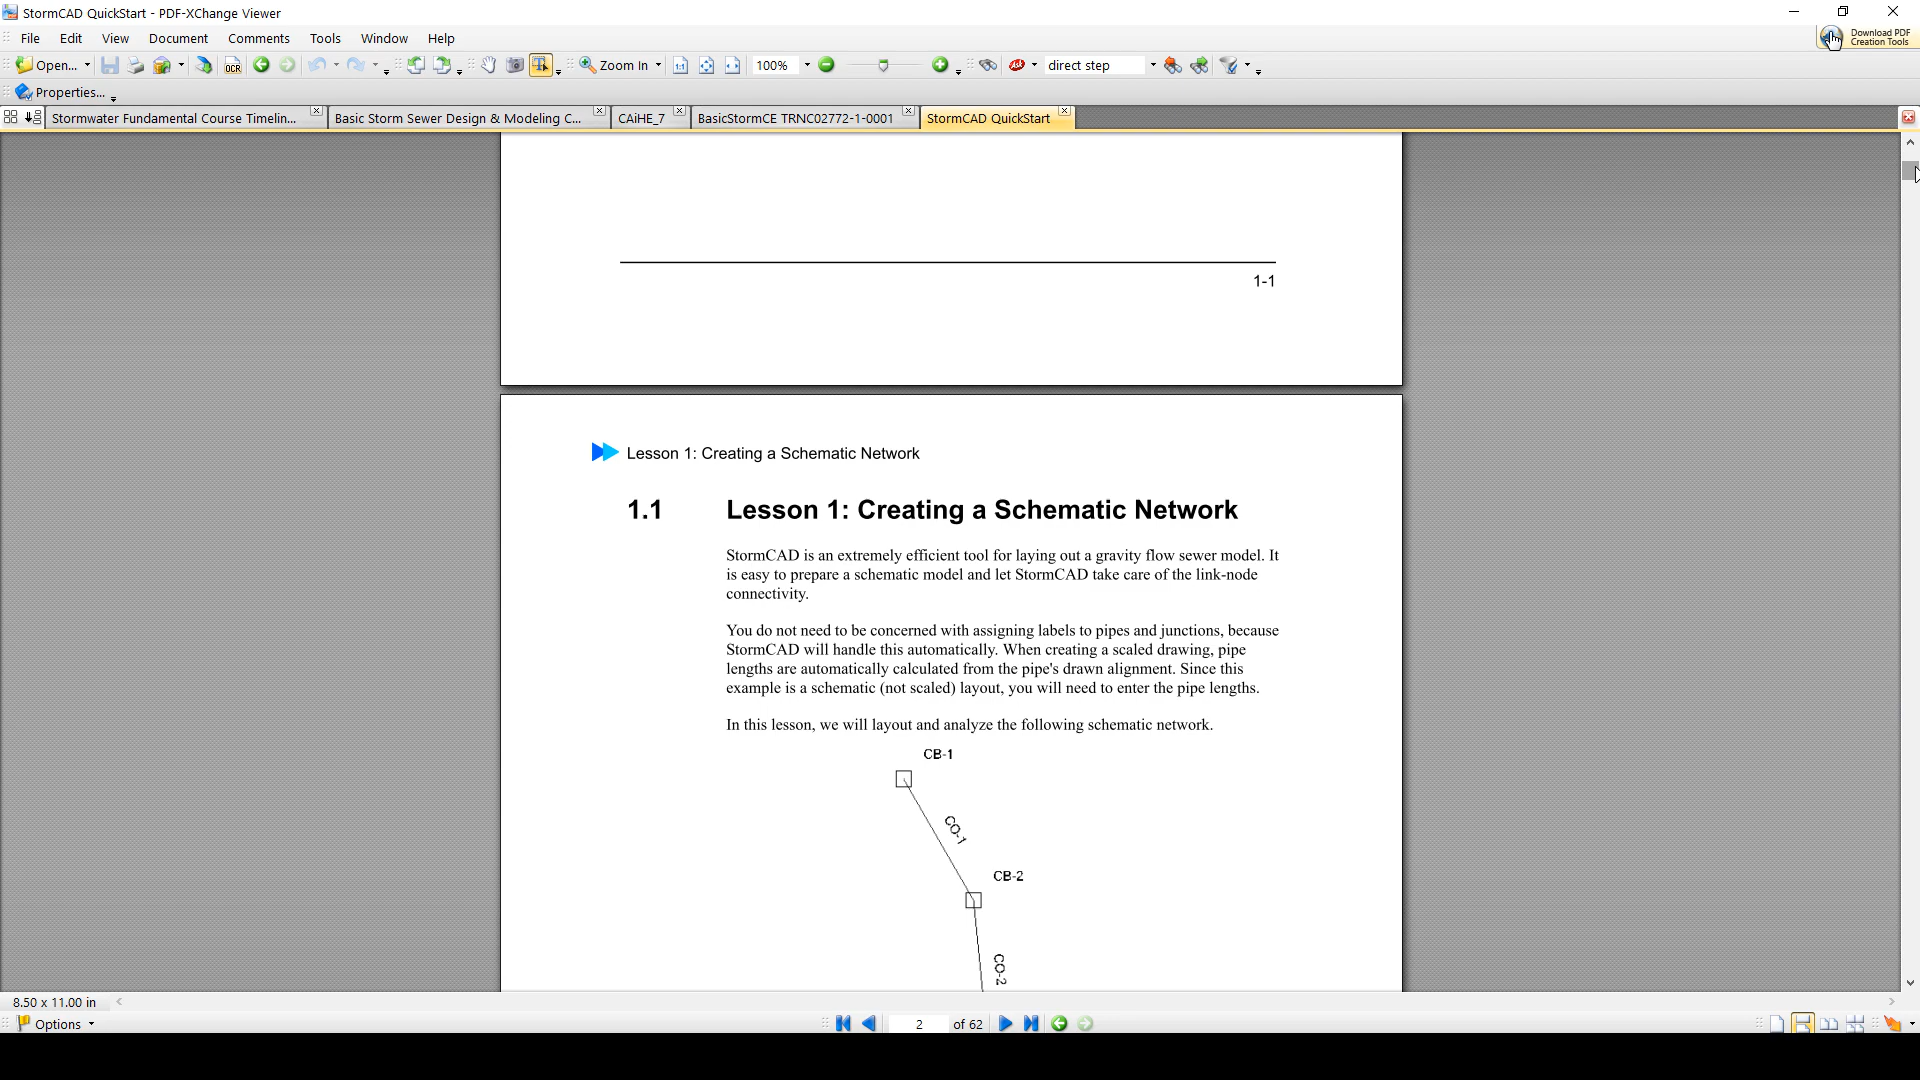 StormCAD QuickStart - PDF-XChange Viewer
File Edit View Document Comments Tools Window Help
Download PDF
Creation Tools
Open... OCR Zoom In 1:1 100% Ask direct step
Properties...
Stormwater Fundamental Course Timelin... Basic Storm Sewer Design & Modeling C... CAiHE_7 BasicStormCE TRNC02772-1-0001 StormCAD QuickStart
1-1
Lesson 1: Creating a Schematic Network
1.1 Lesson 1: Creating a Schematic Network
StormCAD is an extremely efficient tool for laying out a gravity flow sewer model. It
is easy to prepare a schematic model and let StormCAD take care of the link-node
connectivity.
You do not need to be concerned with assigning labels to pipes and junctions, because
StormCAD will handle this automatically. When creating a scaled drawing, pipe
lengths are automatically calculated from the pipe's drawn alignment. Since this
example is a schematic (not scaled) layout, you will need to enter the pipe lengths.
In this lesson, we will layout and analyze the following schematic network.
CB-1
CO-1
CB-2
CO-2
8.50 x 11.00 in
Options 2 of 62